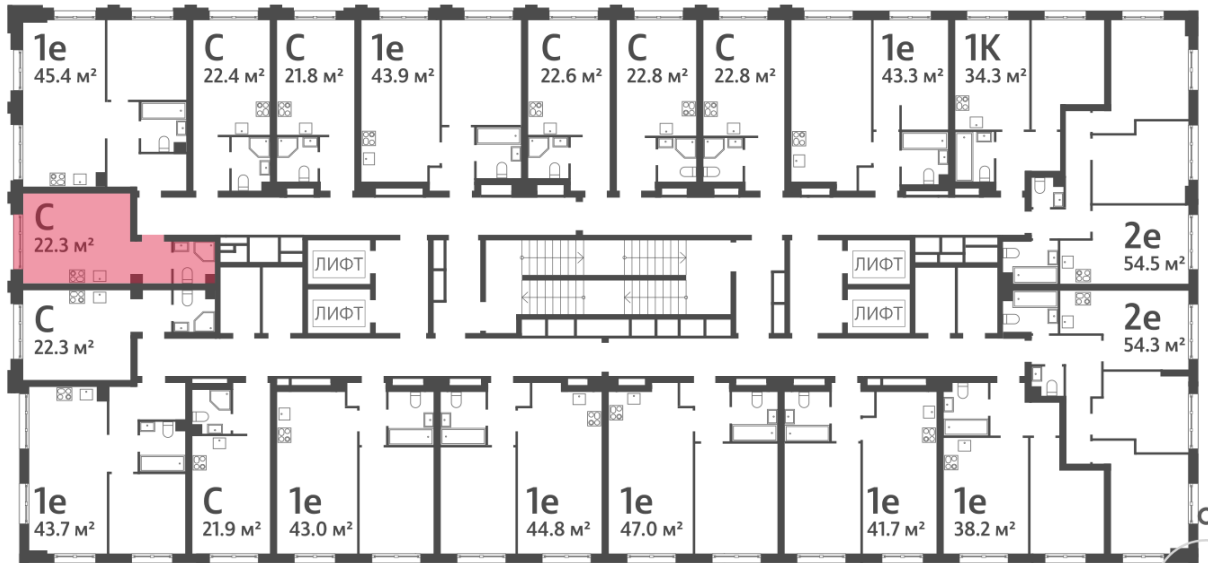 1е
45.4 м²
С
22.4 м²
С
21.8 м²
1е
43.9 м²
С
22.6 м²
С
22.8 м²
С
22.8 м²
1е
43.3 м²
1К
34.3 м²
С
22.3 м²
ЛИФТ
ЛИФТ
2е
54.5 м²
С
22.3 м²
ЛИФТ
ЛИФТ
2е
54.3 м²
1е
43.7 м²
С
21.9 м²
1е
43.0 м²
1е
44.8 м²
1е
47.0 м²
1е
41.7 м²
1е
38.2 м²